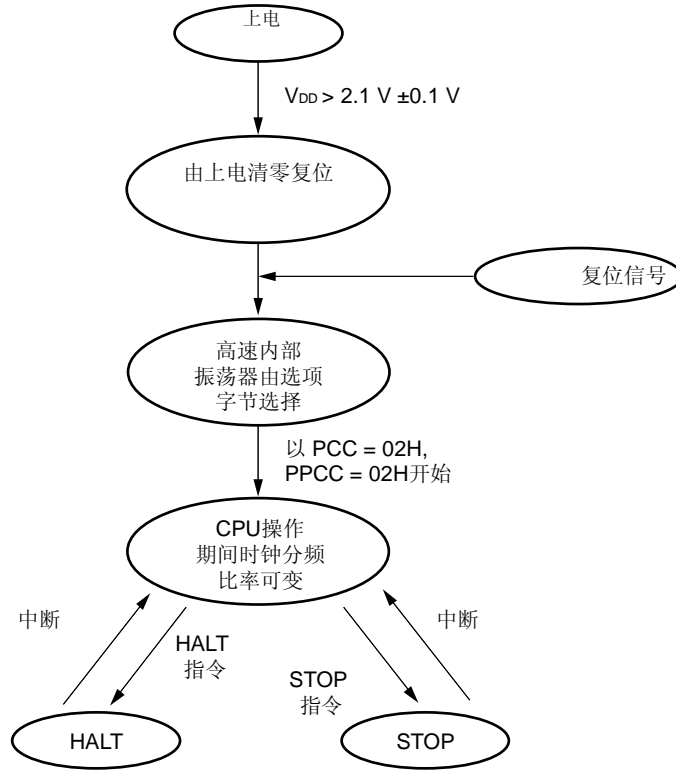 上电
VDD > 2.1 V ±0.1 V
由上电清零复位
复位信号
高速内部
振荡器由选项
字节选择
以 PCC = 02H,
PPCC = 02H开始
CPU操作
期间时钟分频
比率可变
中断
HALT
指令
STOP
指令
中断
HALT
STOP